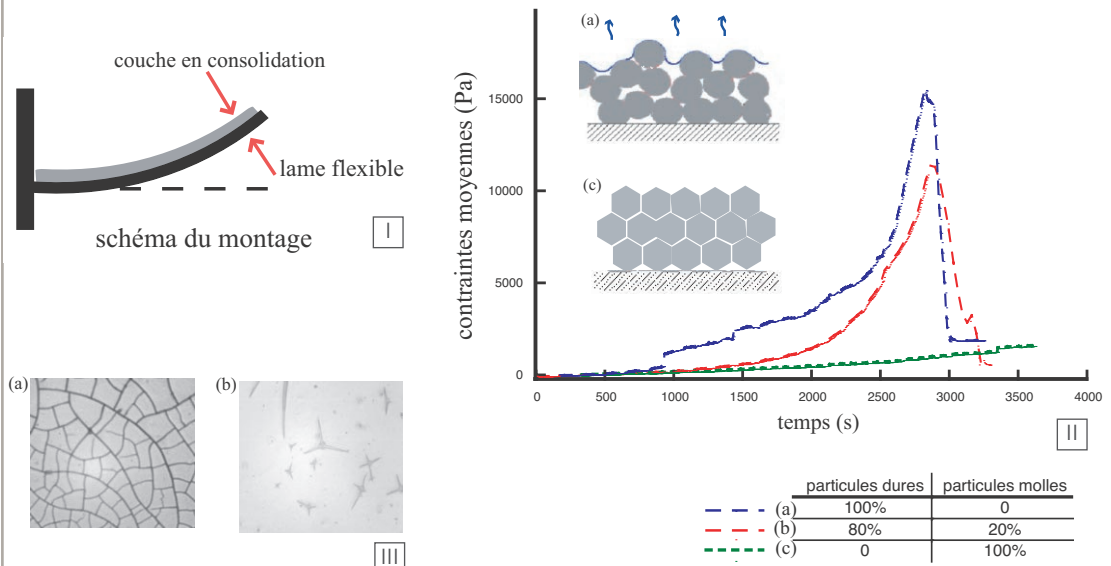 couche en consolidation
lame flexible
schéma du montage
I
(a)
(b)
III
contraintes moyennes (Pa)
15000
10000
5000
0
(a)
(c)
0
500
1000
1500
2000
2500
3000
3500
4000
temps (s)
II
particules dures particules molles
(a) 100% 0
(b) 80% 20%
(c) 0 100%